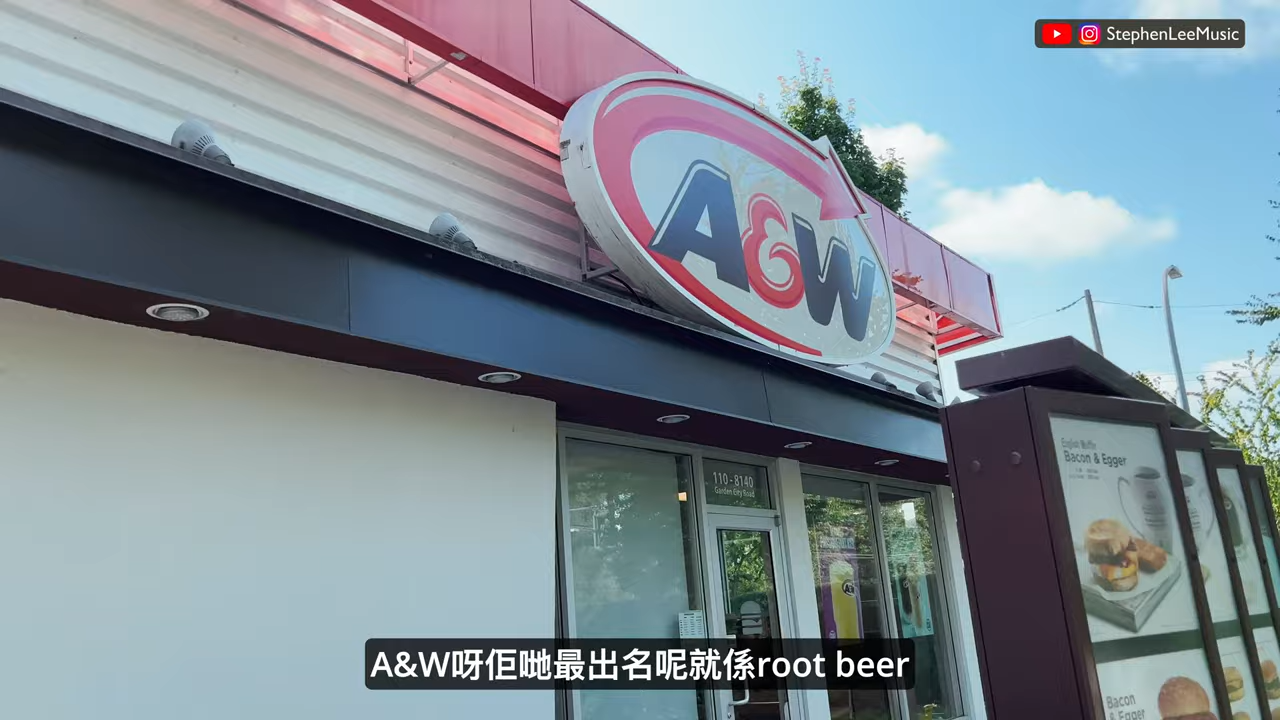 StephenLeeMusic
A&W
110-8140
Garden City Road
English Muffin
Bacon & Egger
Bacon
& Egger
A&W呀佢哋最出名呢就係root beer